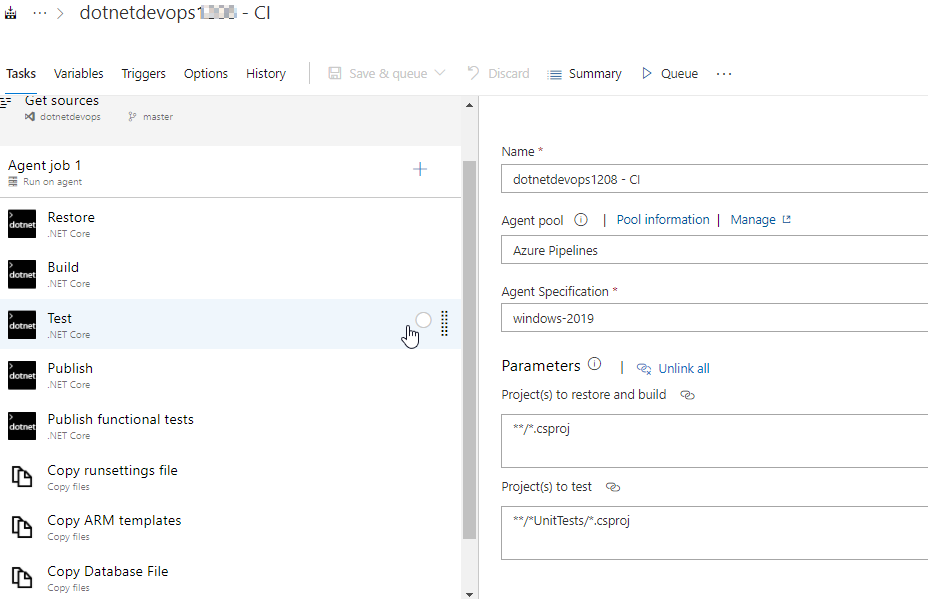 ··· > dotnetdevops1 - CI
Tasks Variables Triggers Options History Save & queue Discard Summary Queue ···
Get sources
dotnetdevops master
Agent job 1
Run on agent
dotnet Restore
.NET Core
dotnet Build
.NET Core
dotnet Test
.NET Core
dotnet Publish
.NET Core
dotnet Publish functional tests
.NET Core
Copy runsettings file
Copy files
Copy ARM templates
Copy files
Copy Database File
Copy files
Name *
dotnetdevops1208 - CI
Agent pool | Pool information | Manage
Azure Pipelines
Agent Specification *
windows-2019
Parameters | Unlink all
Project(s) to restore and build
**/*.csproj
Project(s) to test
**/*UnitTests/*.csproj